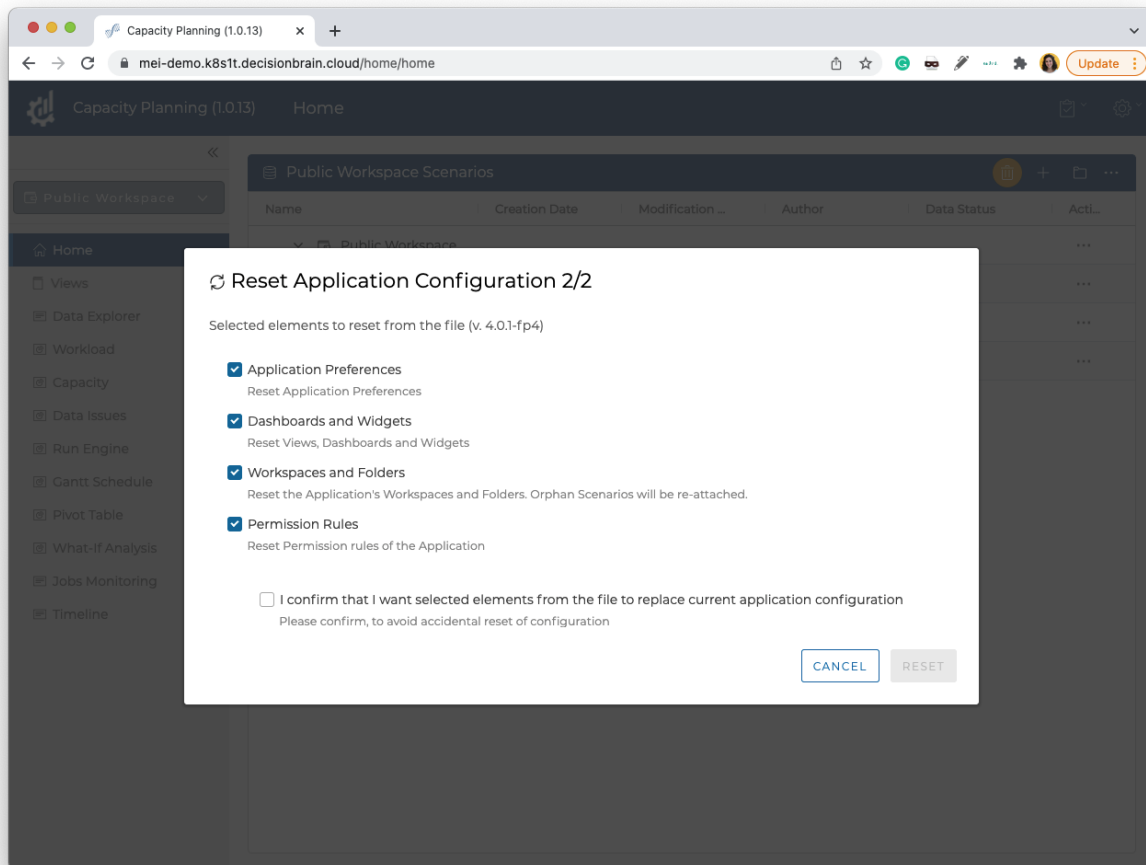 Capacity Planning (1.0.13)
mei-demo.k8s1t.decisionbrain.cloud/home/home
Update
Capacity Planning (1.0.13)
Home
Public Workspace
Public Workspace Scenarios
Name Creation Date Modification ... Author Data Status Acti...
Public Workspace
Home
Views
Data Explorer
Workload
Capacity
Data Issues
Run Engine
Gantt Schedule
Pivot Table
What-If Analysis
Jobs Monitoring
Timeline
Reset Application Configuration 2/2
Selected elements to reset from the file (v. 4.0.1-fp4)
Application Preferences
Reset Application Preferences
Dashboards and Widgets
Reset Views, Dashboards and Widgets
Workspaces and Folders
Reset the Application's Workspaces and Folders. Orphan Scenarios will be re-attached.
Permission Rules
Reset Permission rules of the Application
I confirm that I want selected elements from the file to replace current application configuration
Please confirm, to avoid accidental reset of configuration
CANCEL
RESET